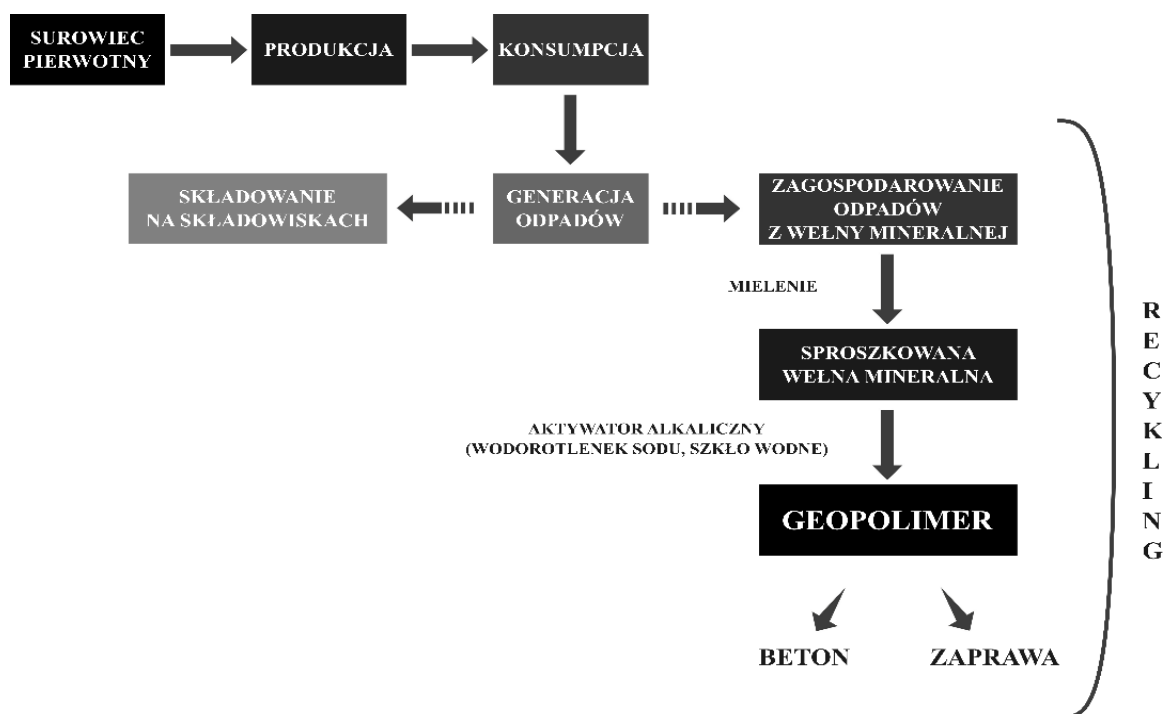 SUROWIEC
PIERWOTNY
PRODUKCJA
KONSUMPCJA
SKŁADOWANIE
NA SKŁADOWISKACH
GENERACJA
ODPADÓW
ZAGOSPODAROWANIE
ODPADÓW
Z WEŁNY MINERALNEJ
MIELENIE
SPROSZKOWANA
WEŁNA MINERALNA
AKTYWATOR ALKALICZNY
(WODOROTLENEK SODU, SZKŁO WODNE)
GEOPOLIMER
BETON
ZAPRAWA
RECYKLING